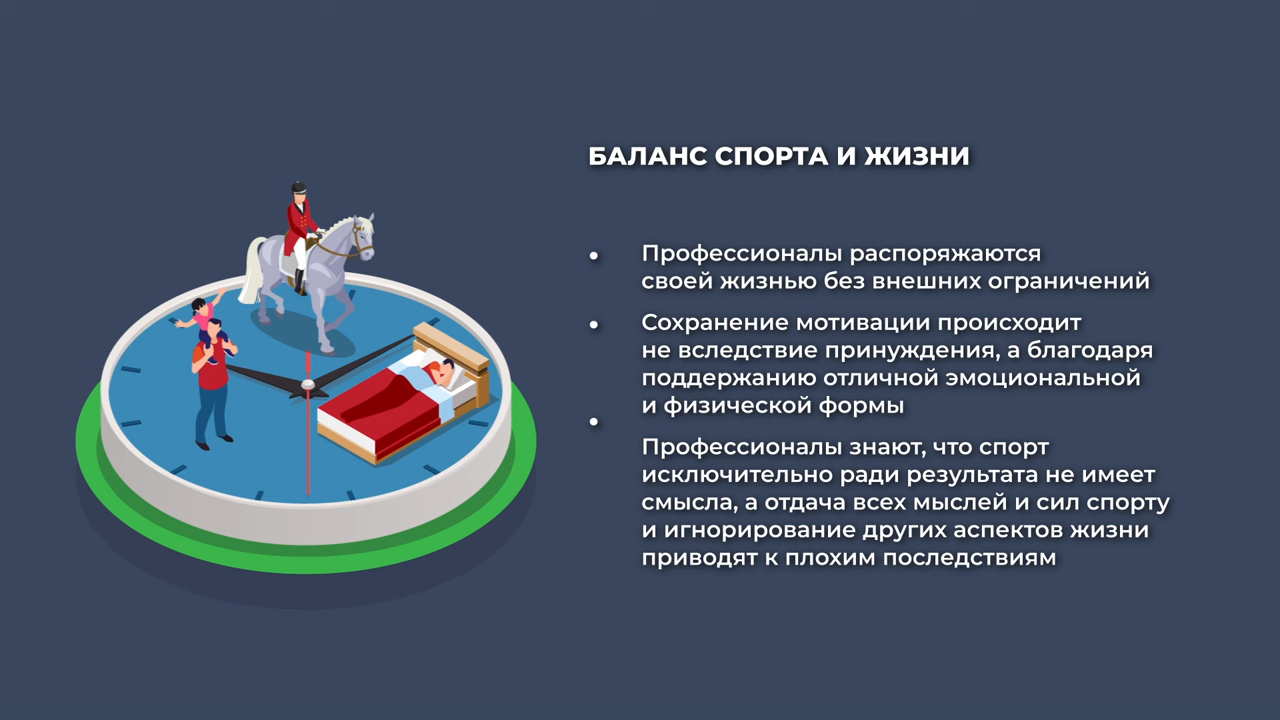 БАЛАНС СПОРТА И ЖИЗНИ
• Профессионалы распоряжаются
своей жизнью без внешних ограничений
• Сохранение мотивации происходит
не вследствие принуждения, а благодаря
поддержанию отличной эмоциональной
и физической формы
• Профессионалы знают, что спорт
исключительно ради результата не имеет
смысла, а отдача всех мыслей и сил спорту
и игнорирование других аспектов жизни
приводят к плохим последствиям